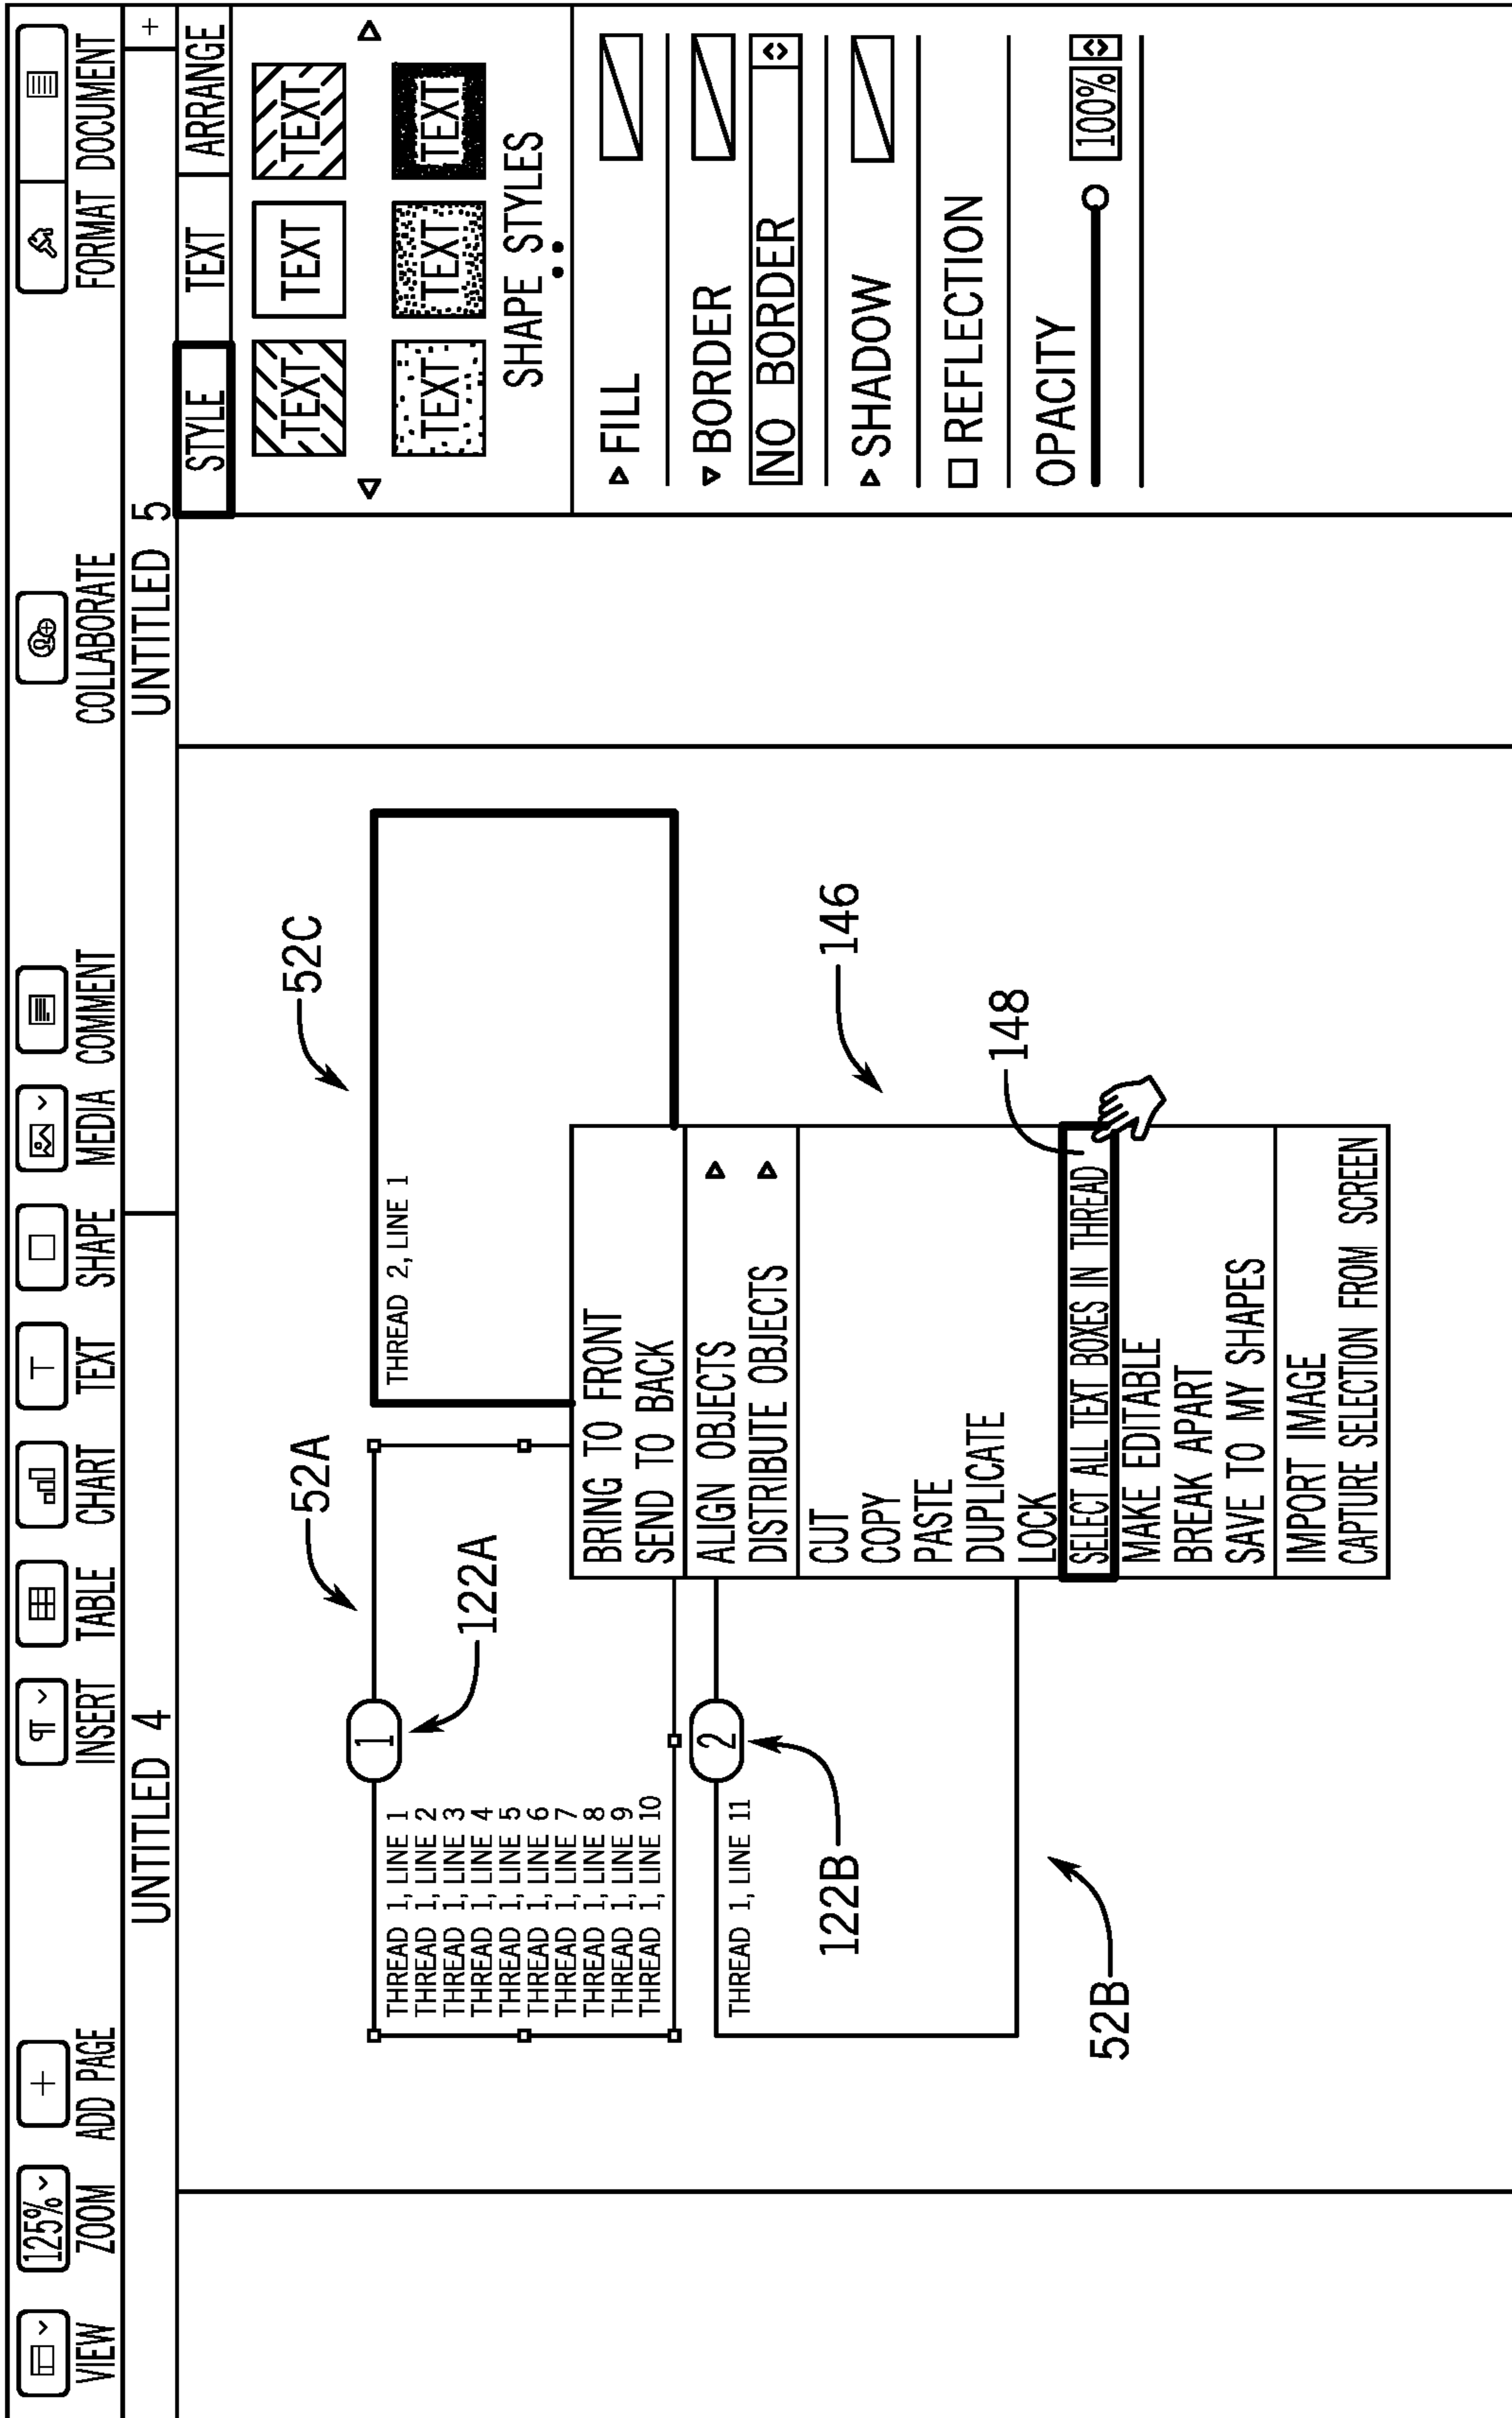 125%
VIEW ZOOM ADD PAGE INSERT TABLE CHART TEXT SHAPE MEDIA COMMENT COLLABORATE FORMAT DOCUMENT
UNTITLED 4 UNTITLED 5 +
STYLE TEXT ARRANGE
TEXT TEXT TEXT
TEXT TEXT TEXT
SHAPE STYLES
FILL
BORDER
NO BORDER
SHADOW
REFLECTION
OPACITY
100%
52A
52C
1
122A
THREAD 1, LINE 1
THREAD 1, LINE 2
THREAD 1, LINE 3
THREAD 1, LINE 4
THREAD 1, LINE 5
THREAD 1, LINE 6
THREAD 1, LINE 7
THREAD 1, LINE 8
THREAD 1, LINE 9
THREAD 1, LINE 10
THREAD 2, LINE 1
2
THREAD 1, LINE 11
122B
52B
146
148
BRING TO FRONT
SEND TO BACK
ALIGN OBJECTS
DISTRIBUTE OBJECTS
CUT
COPY
PASTE
DUPLICATE
LOCK
SELECT ALL TEXT BOXES IN THREAD
MAKE EDITABLE
BREAK APART
SAVE TO MY SHAPES
IMPORT IMAGE
CAPTURE SELECTION FROM SCREEN